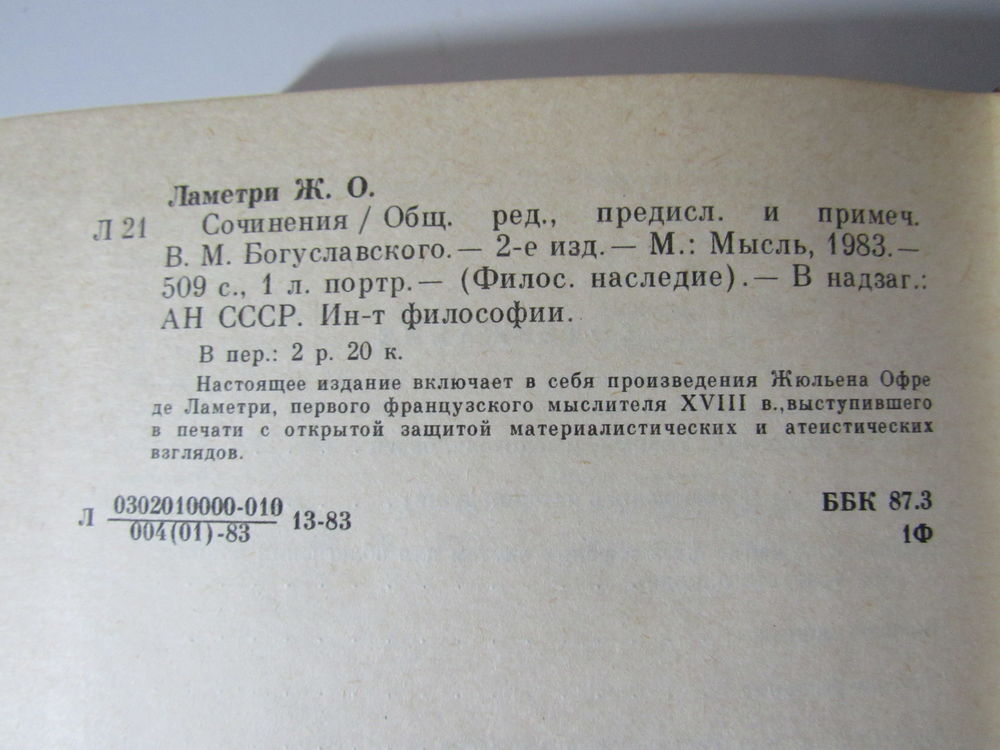 Ламетри Ж. О.
Л 21 Сочинения / Общ. ред., предисл. и примеч.
В. М. Богуславского.— 2-е изд.— М.: Мысль, 1983.—
509 с., 1 л. портр.— (Филос. наследие).— В надзаг.:
АН СССР. Ин-т философии.
В пер.: 2 р. 20 к.
Настоящее издание включает в себя произведения Жюльена Офре
де Ламетри, первого французского мыслителя XVIII в.,выступившего
в печати с открытой защитой материалистических и атеистических
взглядов.
Л 0302010000-010
004(01)-83 13-83
ББК 87.3
1Ф